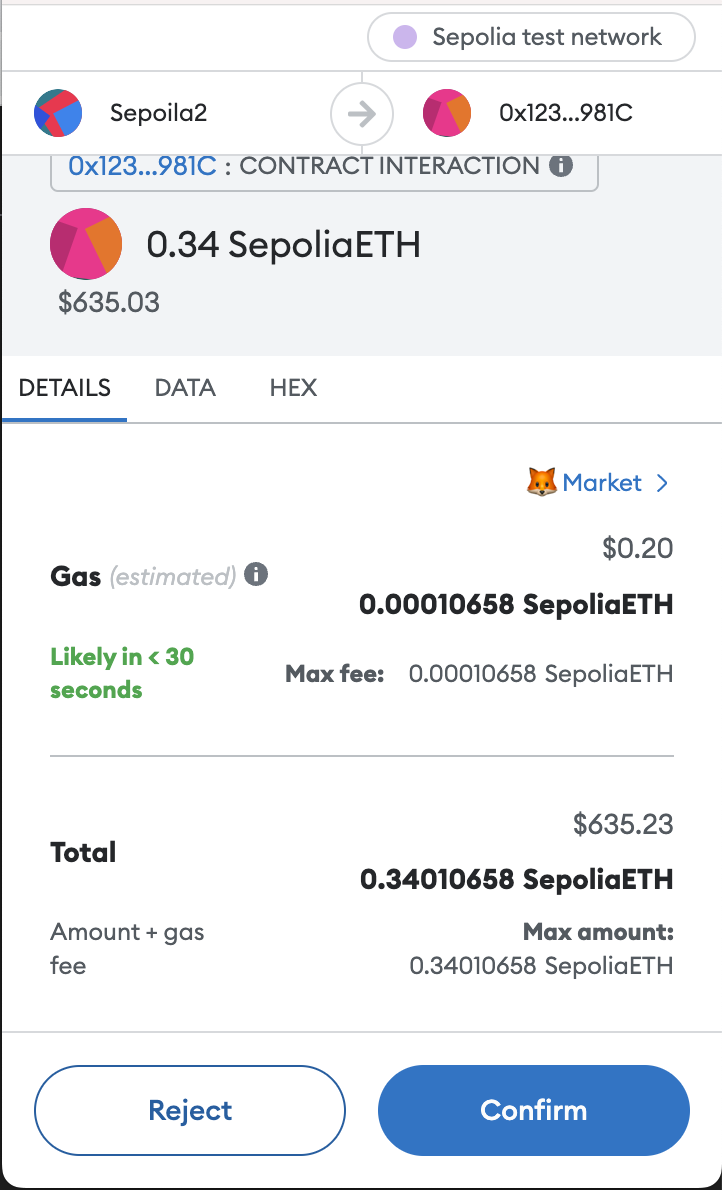 Sepolia test network
Sepoila2
0x123...981C
0x123...981C : CONTRACT INTERACTION
0.34 SepoliaETH
$635.03
DETAILS DATA HEX
Market
$0.20
Gas (estimated)
0.00010658 SepoliaETH
Likely in < 30
seconds
Max fee: 0.00010658 SepoliaETH
$635.23
Total
0.34010658 SepoliaETH
Amount + gas
fee
Max amount:
0.34010658 SepoliaETH
Reject
Confirm